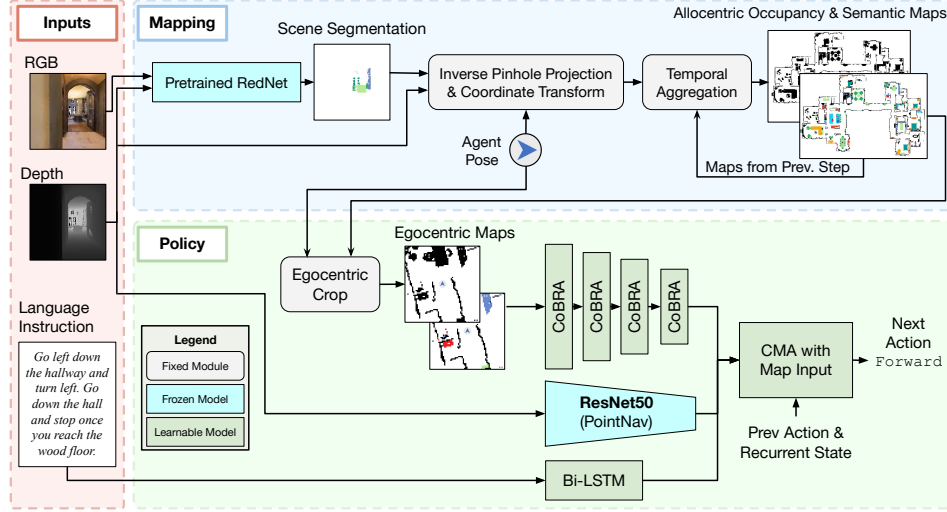 Inputs
RGB
Depth
Language
Instruction
Go left down
the hallway and
turn left. Go
down the hall
and stop once
you reach the
wood floor.
Mapping
Scene Segmentation
Allocentric Occupancy & Semantic Maps
Pretrained RedNet
Inverse Pinhole Projection
& Coordinate Transform
Temporal
Aggregation
Agent
Pose
Maps from Prev. Step
Policy
Egocentric Maps
Egocentric
Crop
CoBRA
CoBRA
CoBRA
CoBRA
Legend
Fixed Module
Frozen Model
Learnable Model
ResNet50
(PointNav)
Bi-LSTM
CMA with
Map Input
Next
Action
Forward
Prev Action &
Recurrent State